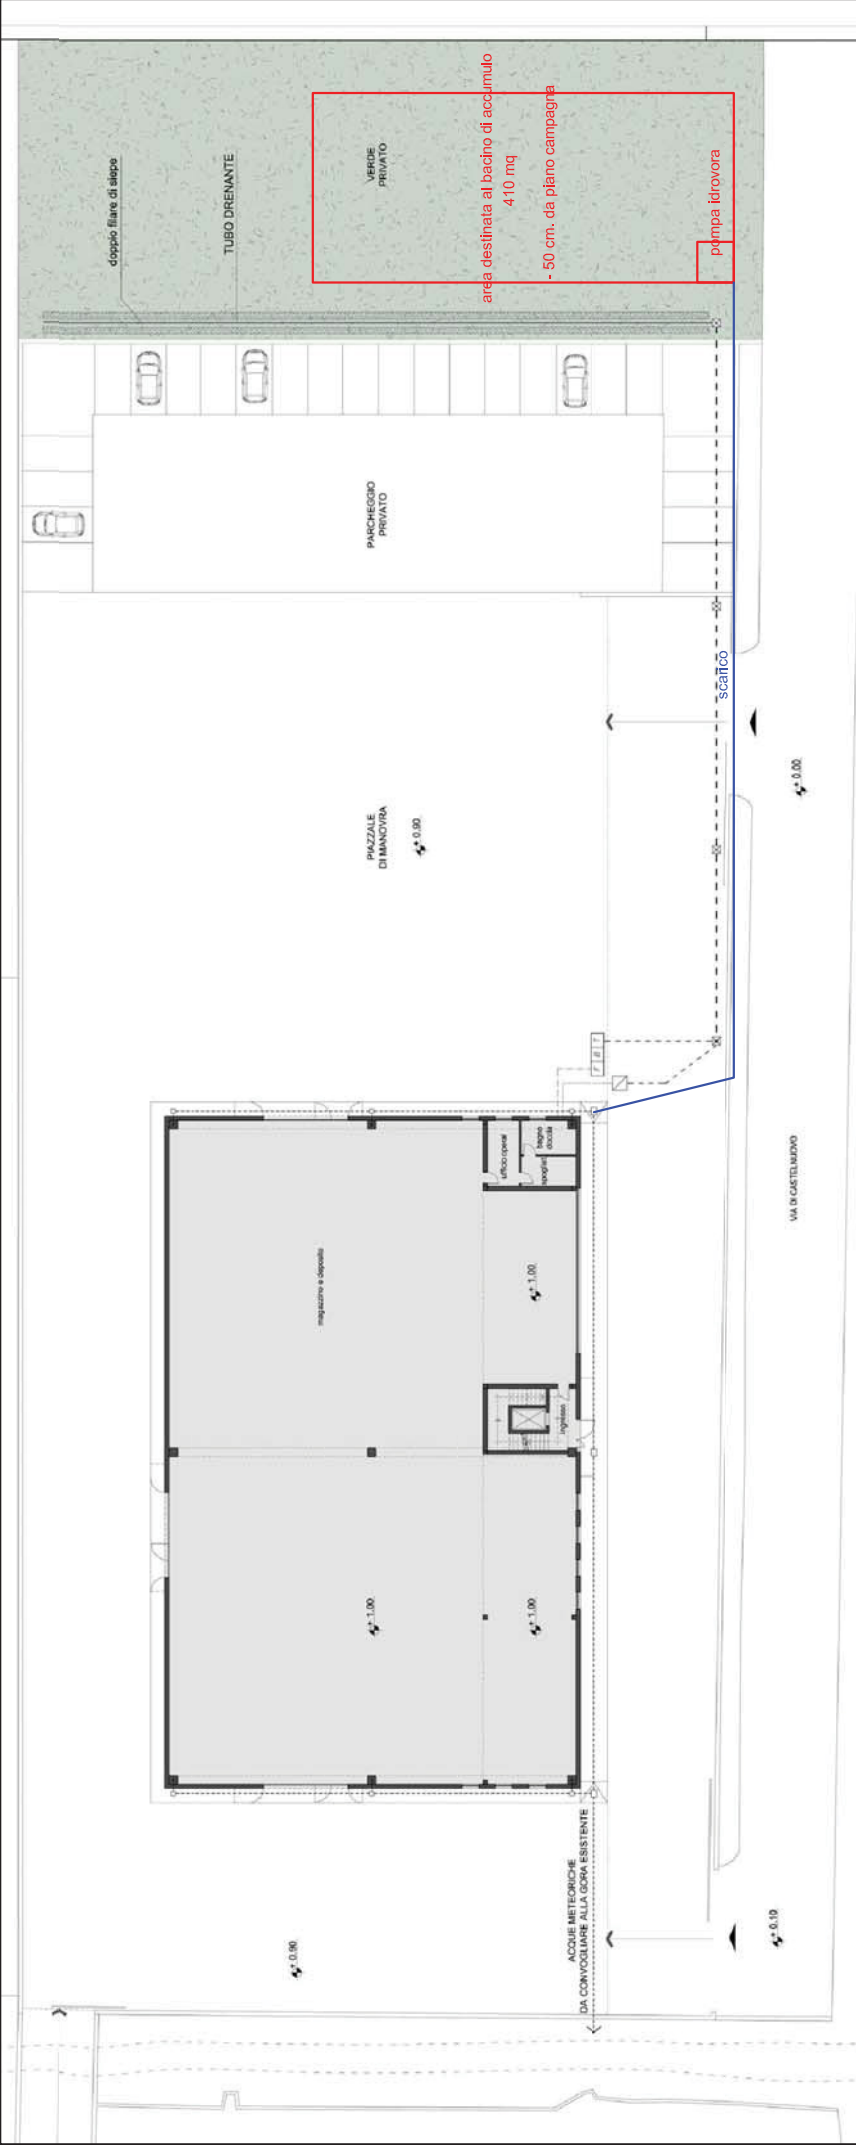 doppio filare di siepe
TUBO DRENANTE
VERDE
PRIVATO
area destinata al bacino di accumulo
410 mq
- 50 cm. da piano campagna
pompa idrovora
PARCHEGGIO
PRIVATO
scarico
PIAZZALE
DI MANOVRA
+ 0.90
+ 0.00
F B T
ufficio operai
bagno
doccia
spogliat
magazzino e deposito
+ 1.00
ingresso
+ 1.00
+ 1.00
VIA DI CASTELNUOVO
ACQUE METEORICHE
DA CONVOGLIARE ALLA GORA ESISTENTE
+ 0.90
+ 0.10